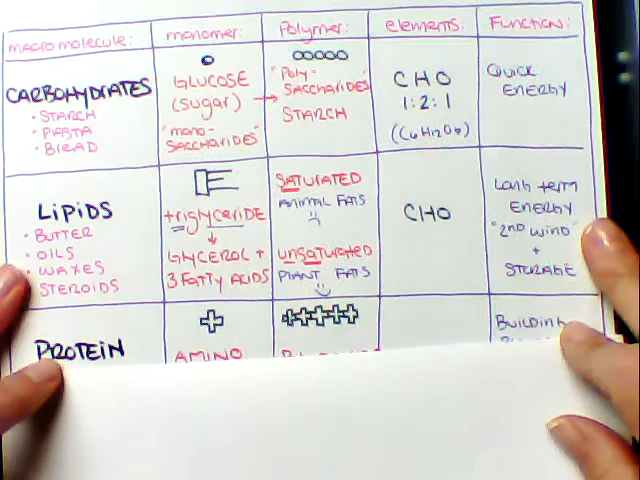 macromolecule:
monomer:
Polymer:
elements:
Function:
CARBOHYDRATES
• STARCH
• PASTA
• BREAD
GLUCOSE
(sugar) →
"mono-
SACCHARIDES"
"Poly-
SACCHARIDES"
STARCH
CHO
1:2:1
(C6H12O6)
Quick
ENERGY
LiPiDS
• BUTTER
• OILS
• WAXES
• STEROIDS
triglycERIDE
↓
GLYCEROL +
3 FATTY ACIDS
SATURATED
ANIMAL FATS
unsaturated
PLANT FATS
CHO
Long term
ENERGY
"2nd WIND"
+
STORAGE
PROTEIN
AMINO
BUILDING